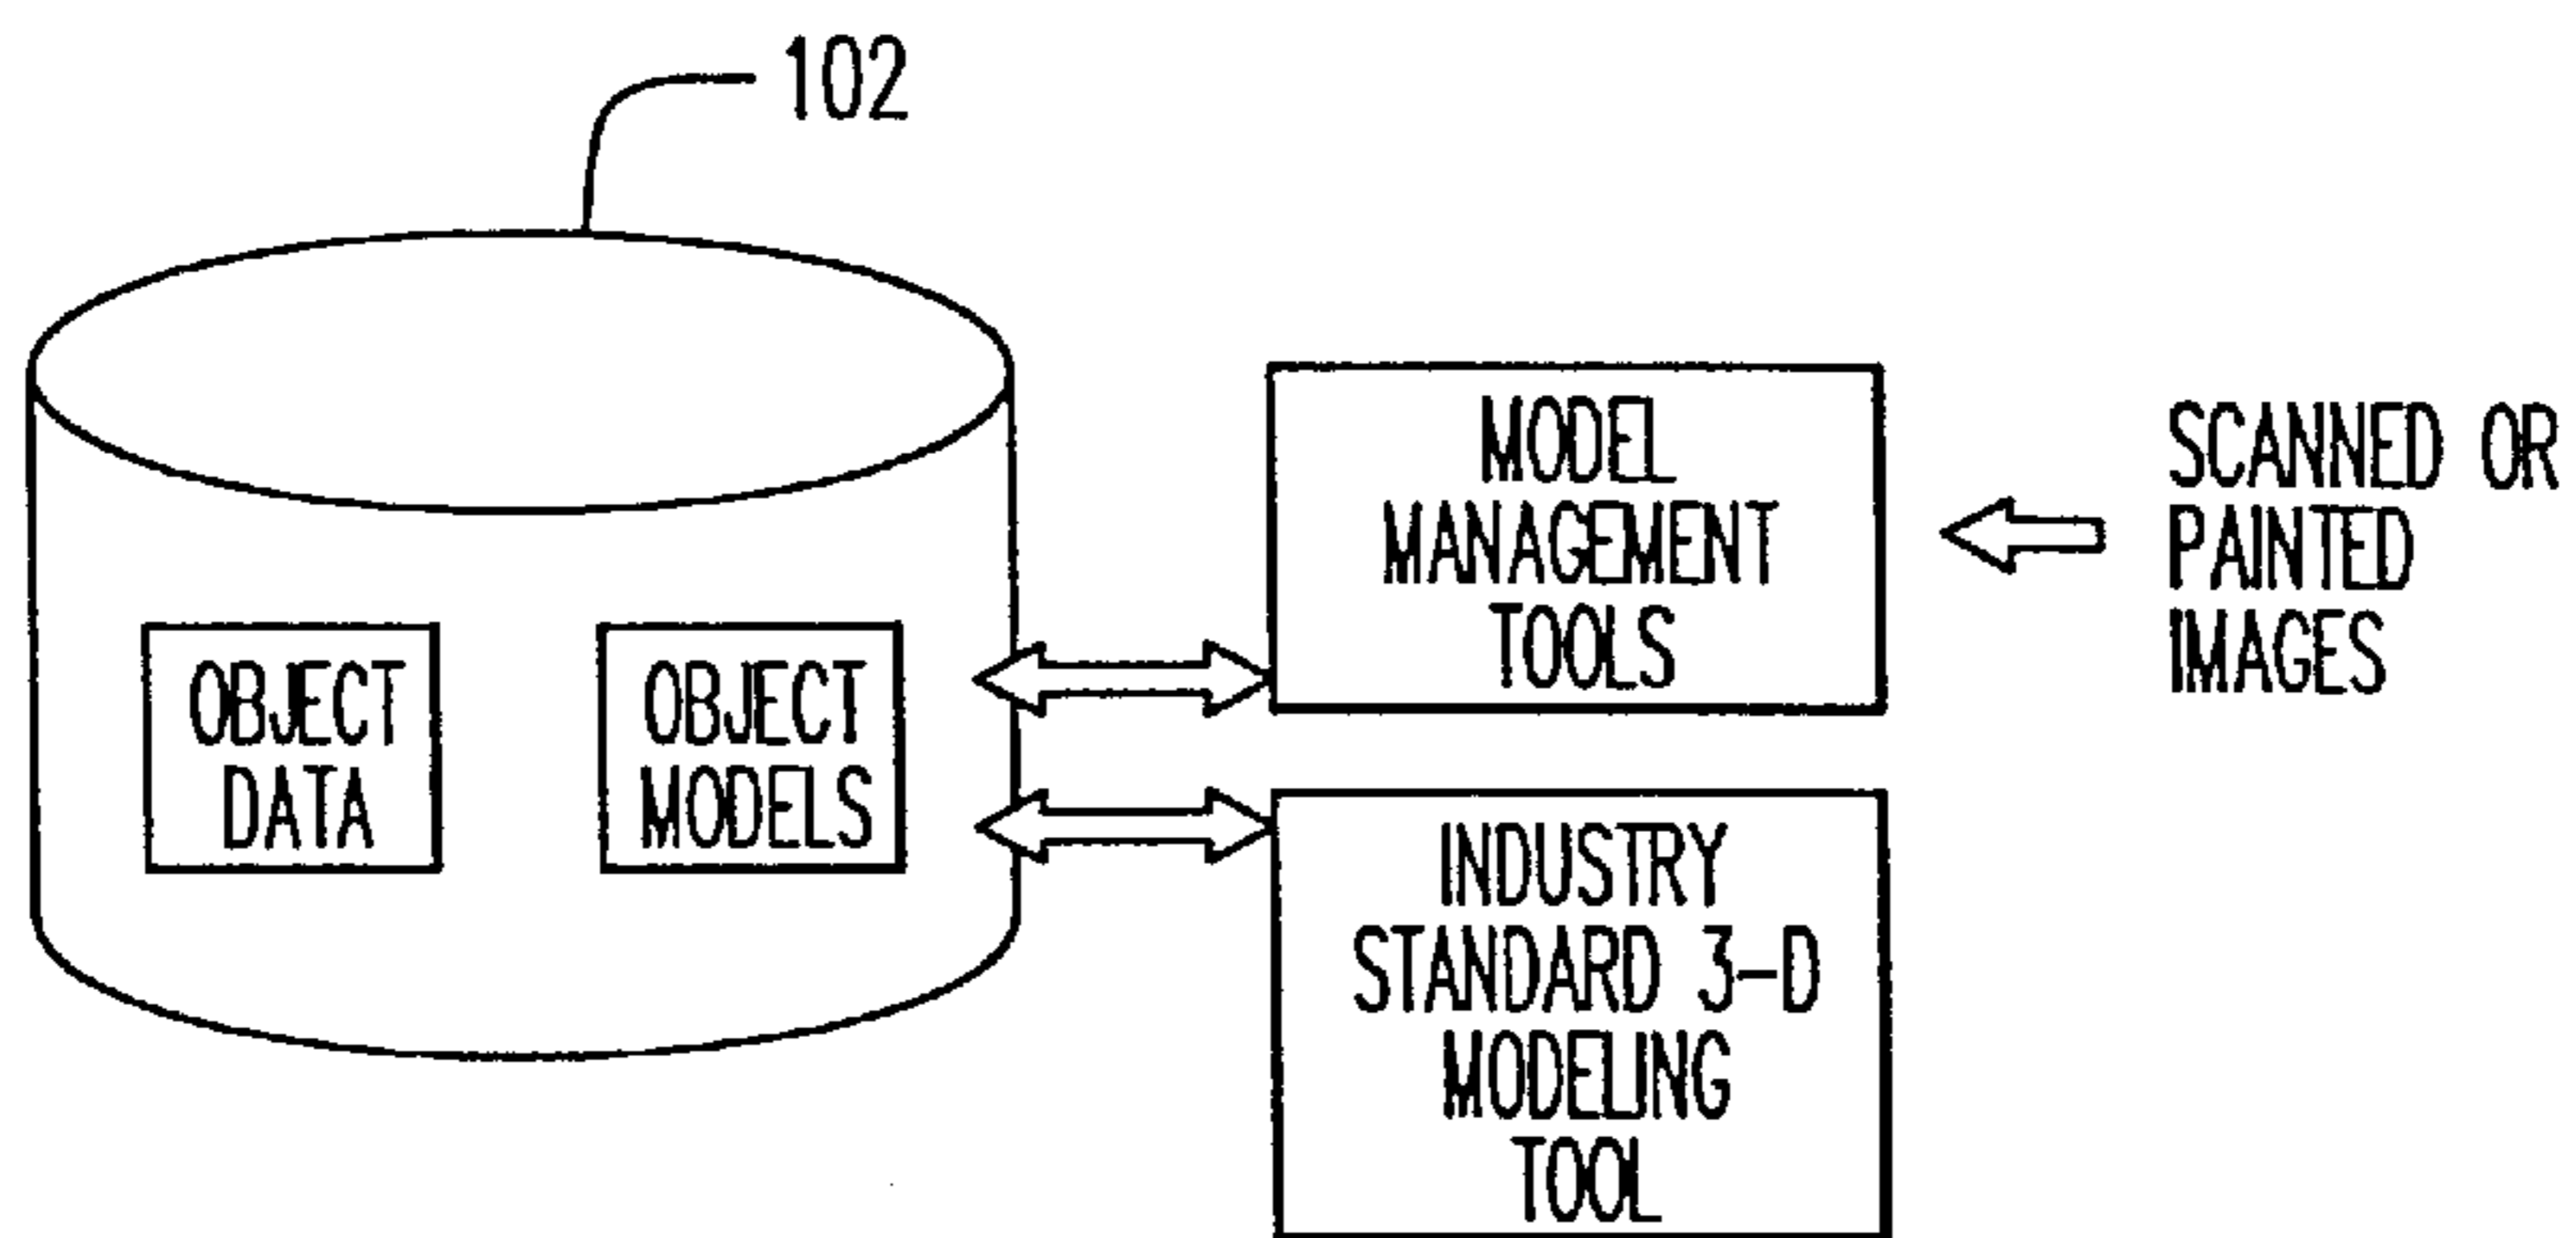 102
OBJECT
DATA
OBJECT
MODELS
MODEL
MANAGEMENT
TOOLS
SCANNED OR
PAINTED
IMAGES
INDUSTRY
STANDARD 3-D
MODELING
TOOL